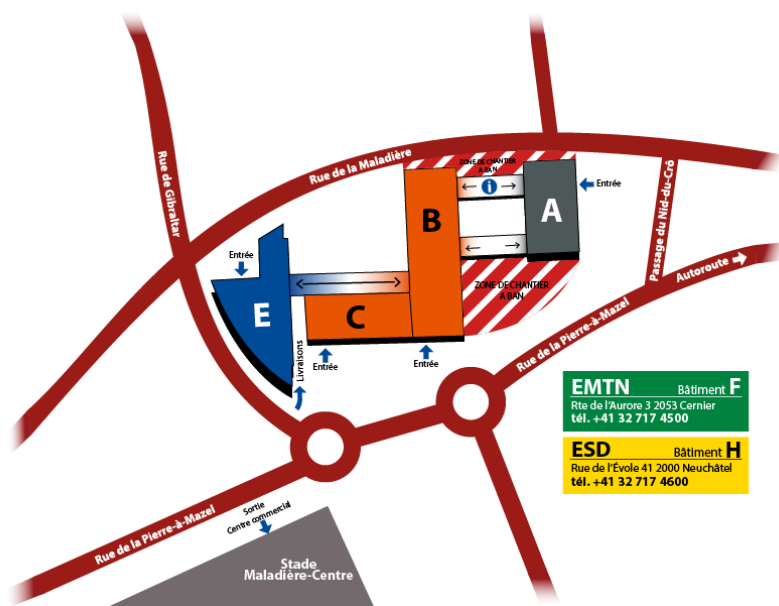 Rue de Gibraltar
Rue de la Maladière
ZONE DE CHANTIER
A BAN
i
Entrée
A
B
Passage du Nid-du-Crô
Autoroute
Entrée
E
C
ZONE DE CHANTIER
A BAN
Rue de la Pierre-à-Mazel
Livraisons
Entrée
Entrée
EMTN Bâtiment F
Rte de l'Aurore 3 2053 Cernier
tél. +41 32 717 4500
ESD Bâtiment H
Rue de l'Évole 41 2000 Neuchâtel
tél. +41 32 717 4600
Rue de la Pierre-à-Mazel
Sortie
Centre commercial
Stade
Maladière-Centre